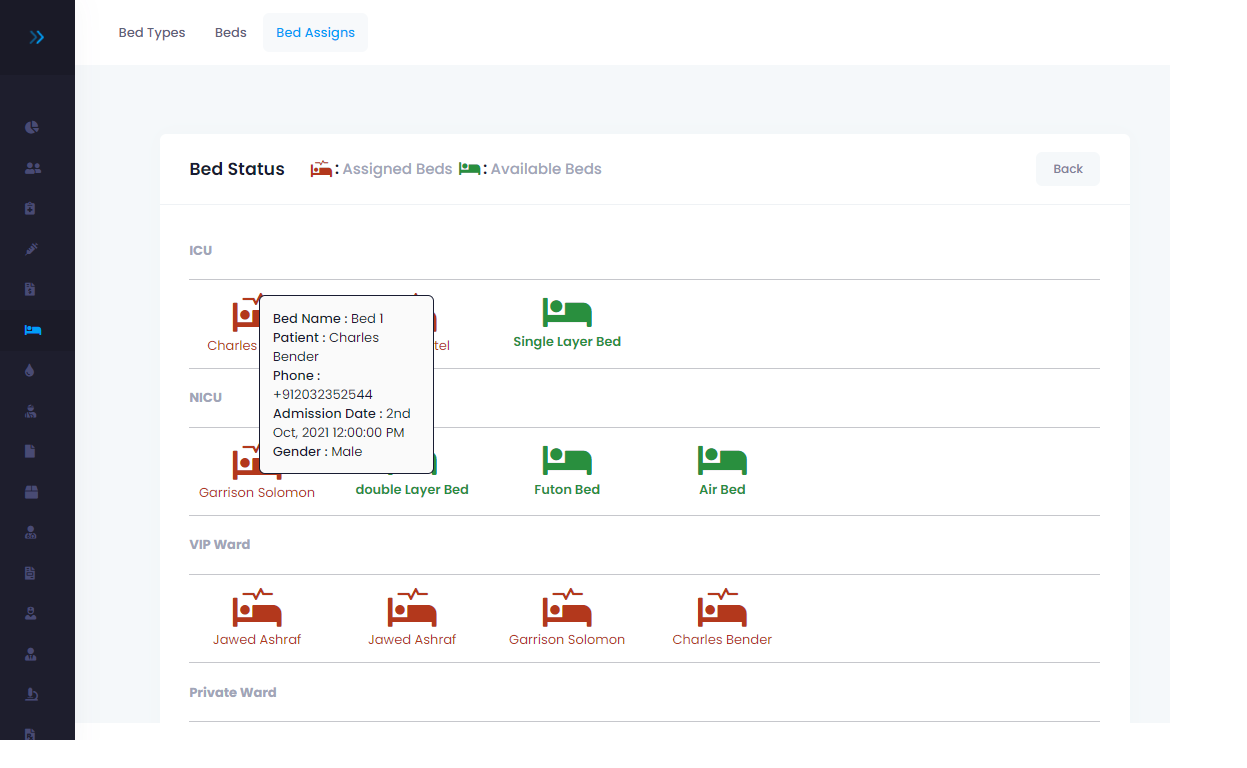 Bed Types Beds Bed Assigns
Bed Status : Assigned Beds : Available Beds Back
ICU
Charles
Single Layer Bed
Bed Name : Bed 1
Patient : Charles
Bender
Phone :
+912032352544
Admission Date : 2nd
Oct, 2021 12:00:00 PM
Gender : Male
NICU
Garrison Solomon double Layer Bed Futon Bed Air Bed
VIP Ward
Jawed Ashraf Jawed Ashraf Garrison Solomon Charles Bender
Private Ward